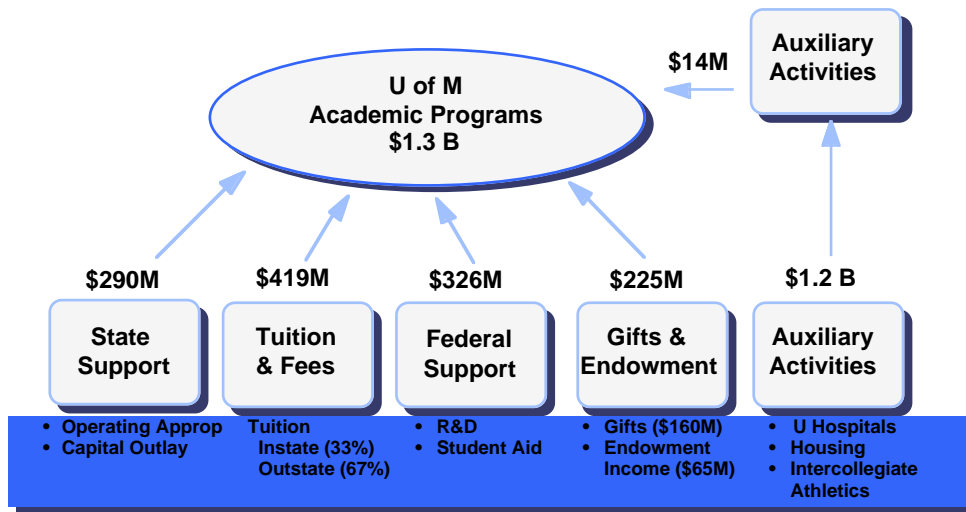 U of M
Academic Programs
$1.3 B
$14M
Auxiliary
Activities
$290M
$419M
$326M
$225M
$1.2 B
State
Support
Tuition
& Fees
Federal
Support
Gifts &
Endowment
Auxiliary
Activities
• Operating Approp
• Capital Outlay
Tuition
Instate (33%)
Outstate (67%)
• R&D
• Student Aid
• Gifts ($160M)
• Endowment
Income ($65M)
• U Hospitals
• Housing
• Intercollegiate
Athletics